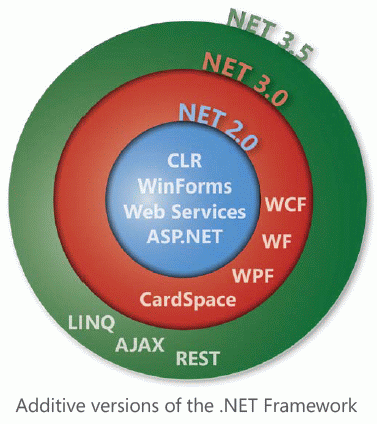 NET 3.5
NET 3.0
NET 2.0
CLR
WinForms
Web Services
ASP.NET
WCF
WF
WPF
CardSpace
LINQ
AJAX
REST
Additive versions of the .NET Framework